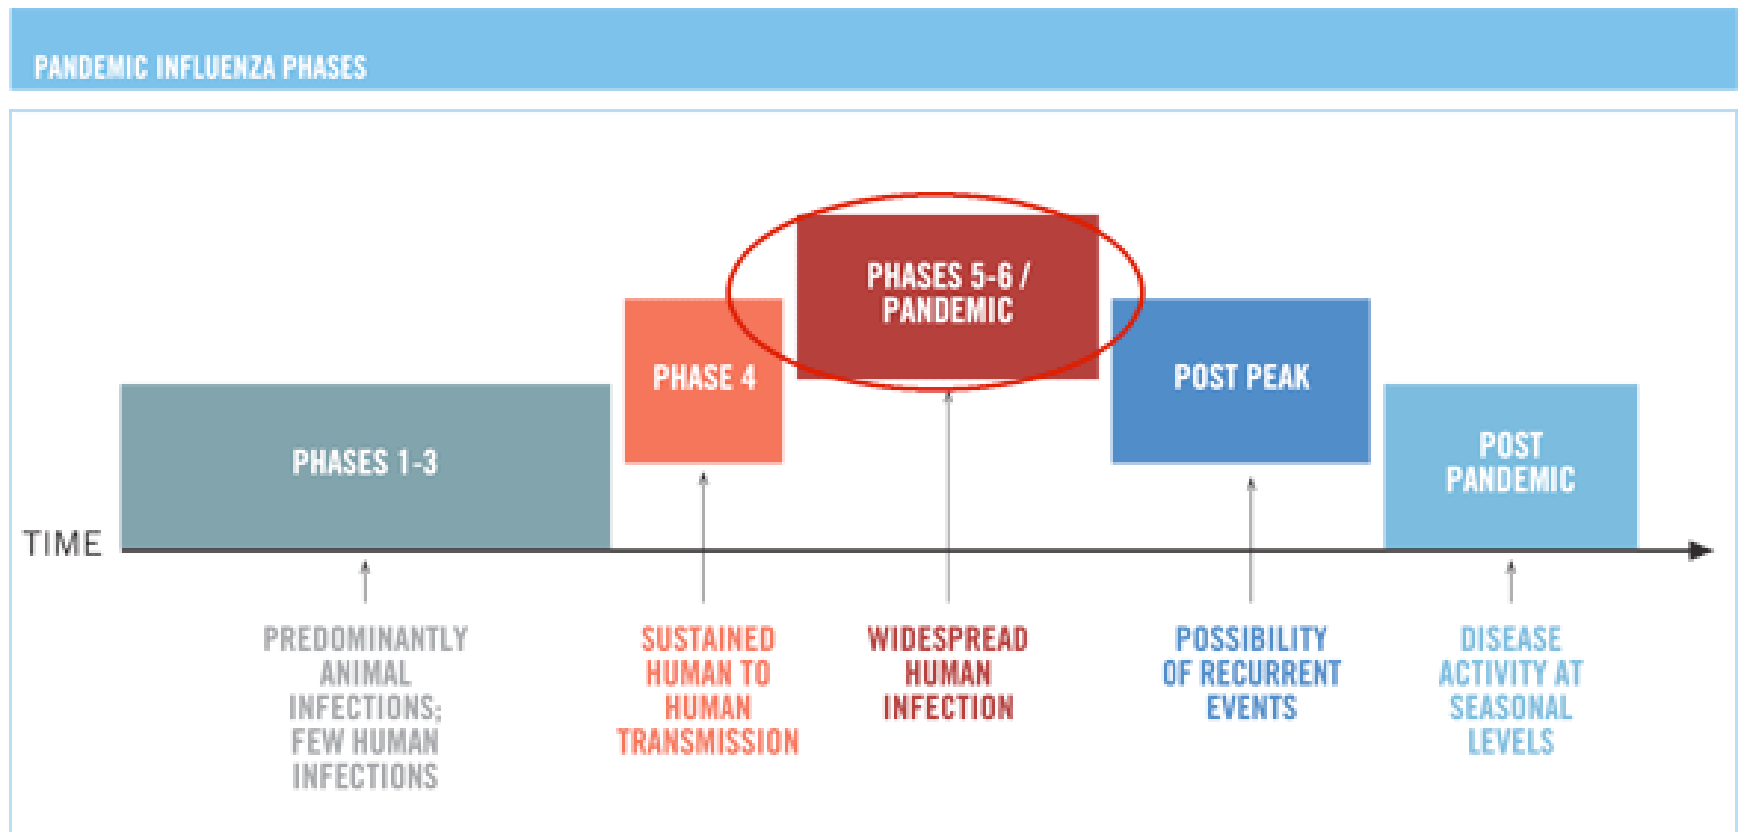 PANDEMIC INFLUENZA PHASES
PHASES 5-6 /
PANDEMIC
PHASE 4
POST PEAK
PHASES 1-3
POST
PANDEMIC
TIME
PREDOMINANTLY
ANIMAL
INFECTIONS;
FEW HUMAN
INFECTIONS
SUSTAINED
HUMAN TO
HUMAN
TRANSMISSION
WIDESPREAD
HUMAN
INFECTION
POSSIBILITY
OF RECURRENT
EVENTS
DISEASE
ACTIVITY AT
SEASONAL
LEVELS